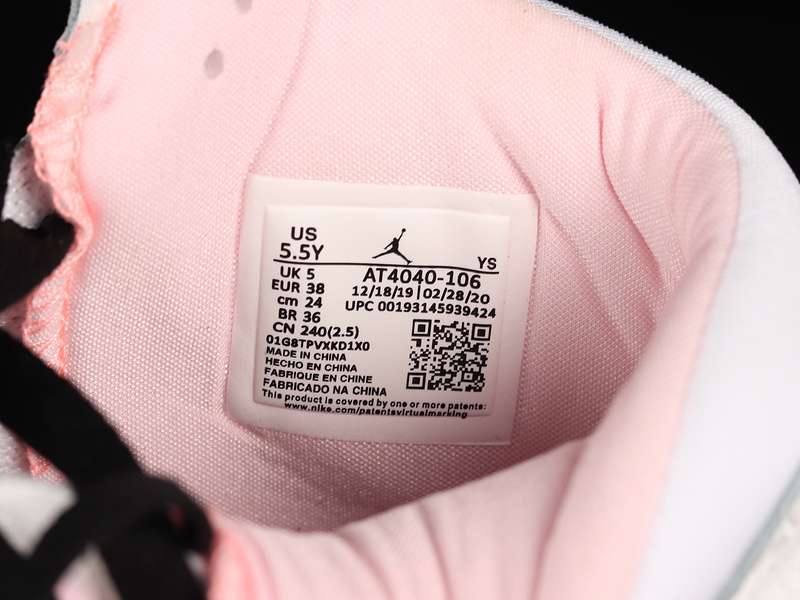 US
5.5Y
YS
UK 5
EUR 38
cm 24
BR 36
CN 240(2.5)
AT4040-106
12/18/19 | 02/28/20
UPC 00193145939424
01G8TPVXKD1X0
MADE IN CHINA
HECHO EN CHINA
FABRIQUE EN CHINE
FABRICADO NA CHINA
This product is covered by one or more patents:
www.nike.com/patentsvirtualmarking